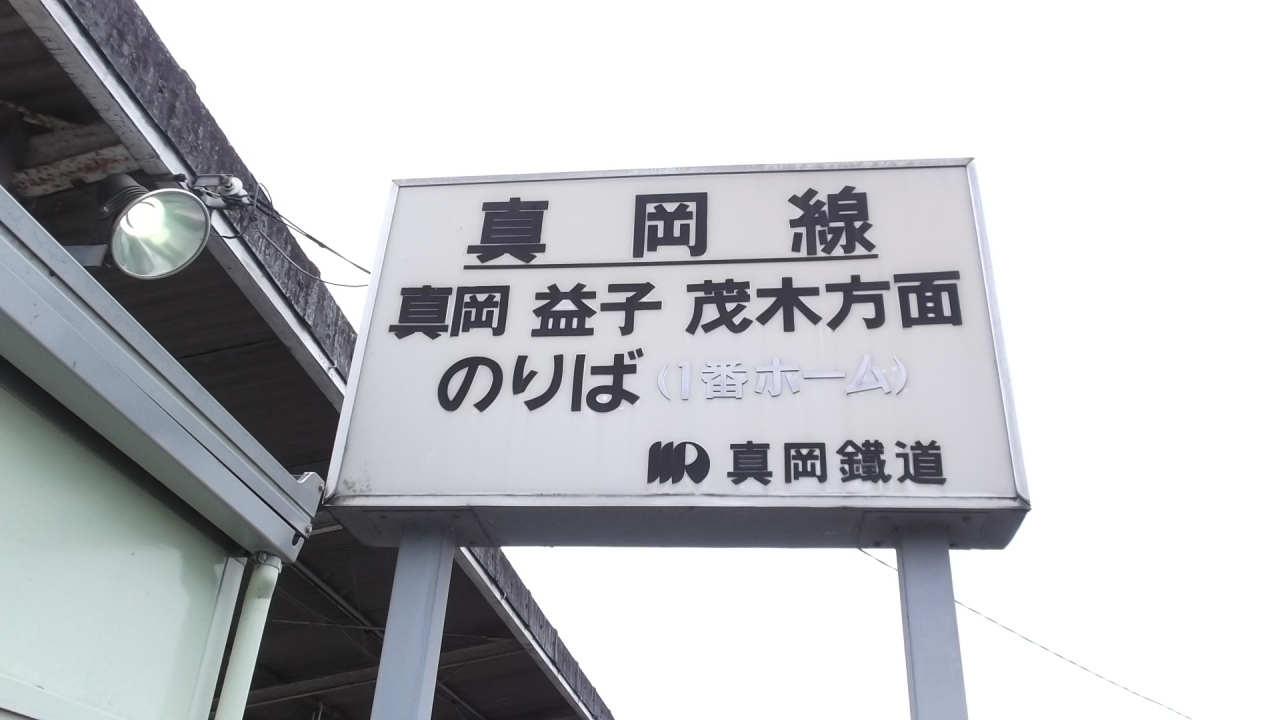 真岡線
真岡 益子 茂木方面
のりば(1番ホーム)
真岡鐵道